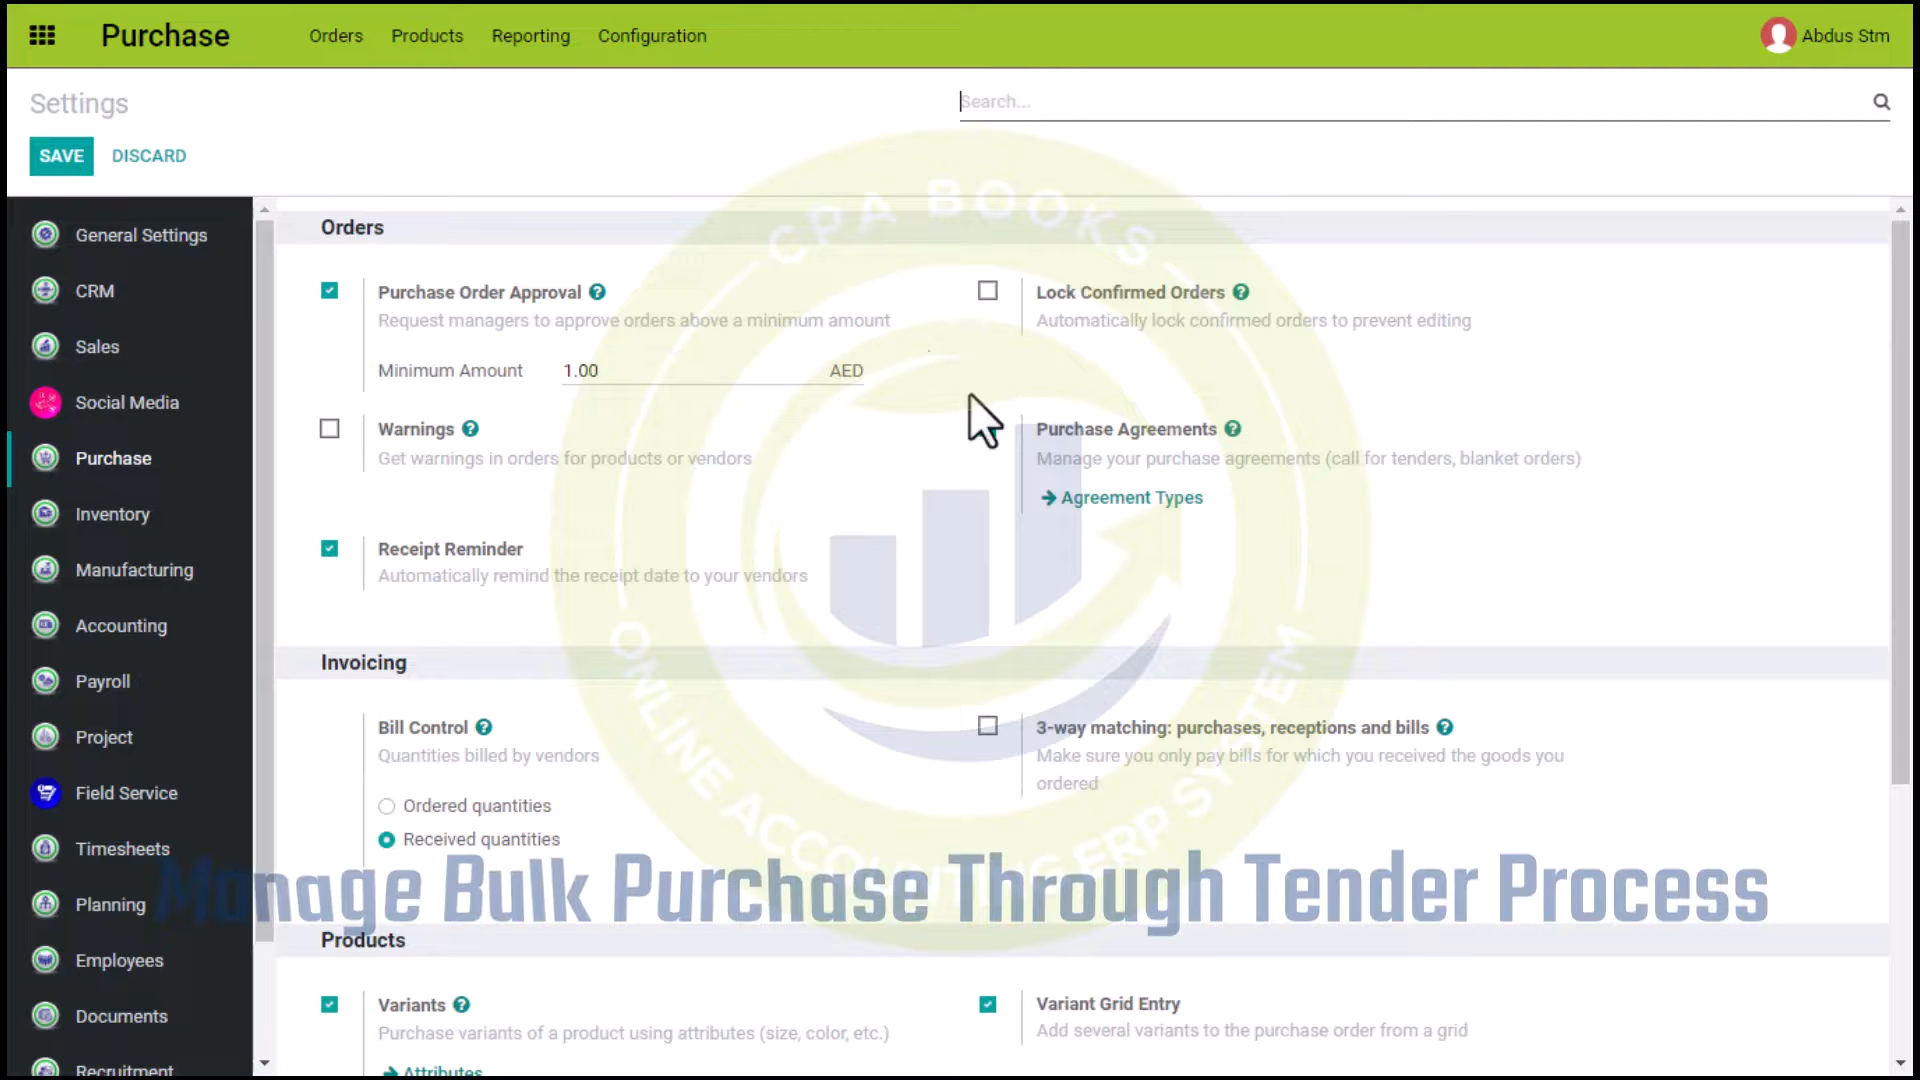 Purchase
Orders
Products
Reporting
Configuration
Abdus Stm
Settings
Search...
SAVE
DISCARD
General Settings
CRM
Sales
Social Media
Purchase
Inventory
Manufacturing
Accounting
Payroll
Project
Field Service
Timesheets
Planning
Employees
Documents
Recruitment
Orders
Purchase Order Approval
Request managers to approve orders above a minimum amount
Minimum Amount 1.00 AED
Lock Confirmed Orders
Automatically lock confirmed orders to prevent editing
Warnings
Get warnings in orders for products or vendors
Purchase Agreements
Manage your purchase agreements (call for tenders, blanket orders)
Agreement Types
Receipt Reminder
Automatically remind the receipt date to your vendors
Invoicing
Bill Control
Quantities billed by vendors
Ordered quantities
Received quantities
3-way matching: purchases, receptions and bills
Make sure you only pay bills for which you received the goods you
ordered
Manage Bulk Purchase Through Tender Process
Products
Variants
Purchase variants of a product using attributes (size, color, etc.)
Attributes
Variant Grid Entry
Add several variants to the purchase order from a grid
CPA BOOKS
ONLINE ACCOUNTING ERP SYSTEM